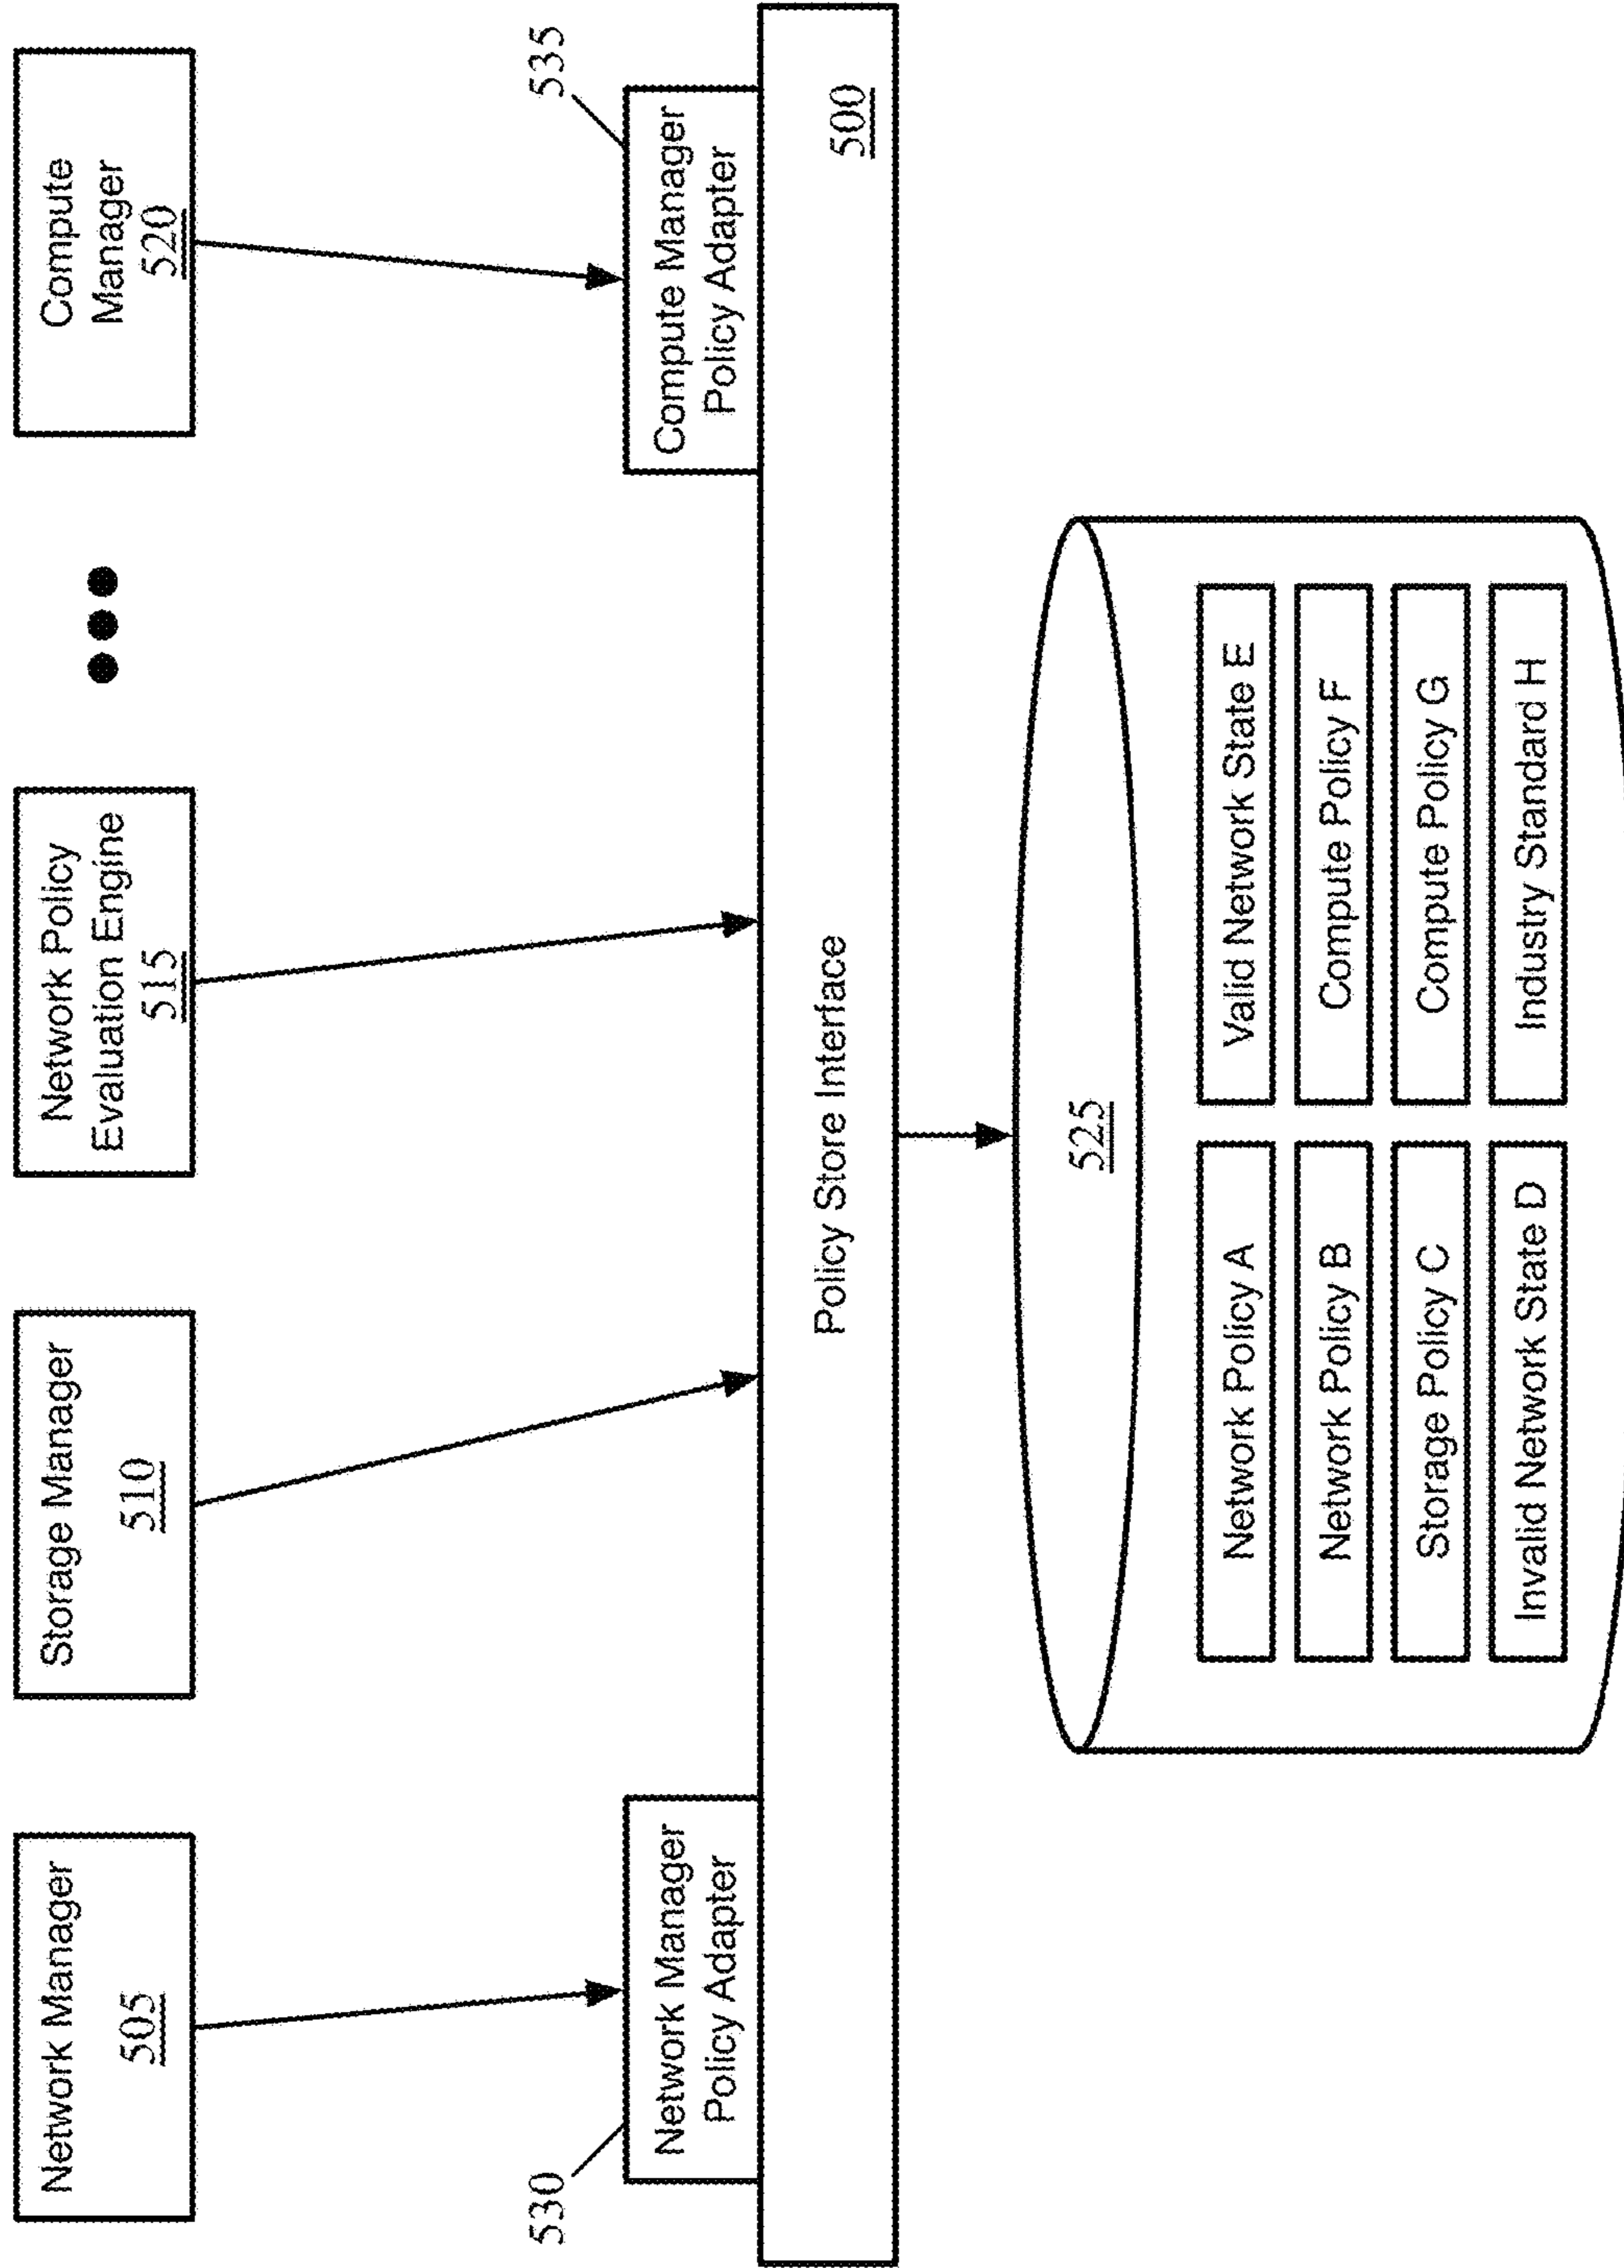 Network Manager
505
Storage Manager
510
Network Policy
Evaluation Engine
515
Compute
Manager
520
530
Network Manager
Policy Adapter
535
Compute Manager
Policy Adapter
Policy Store Interface
500
525
Network Policy A
Network Policy B
Storage Policy C
Invalid Network State D
Valid Network State E
Compute Policy F
Compute Policy G
Industry Standard H